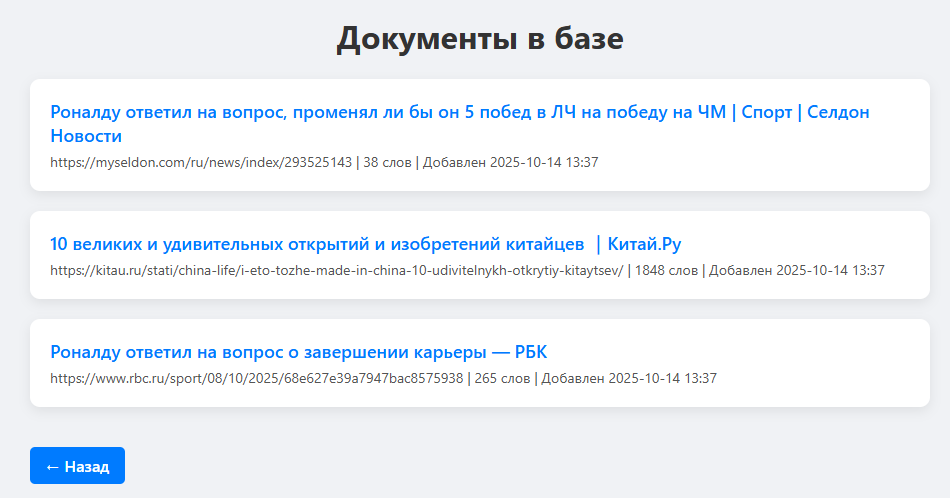 Документы в базе
Роналду ответил на вопрос, променял ли бы он 5 побед в ЛЧ на победу на ЧМ | Спорт | Селдон
Новости
https://myseldon.com/ru/news/index/293525143 | 38 слов | Добавлен 2025-10-14 13:37
10 великих и удивительных открытий и изобретений китайцев | Китай.Ру
https://kitau.ru/stati/china-life/i-eto-tozhe-made-in-china-10-udivitelnykh-otkrytiy-kitaytsev/ | 1848 слов | Добавлен 2025-10-14 13:37
Роналду ответил на вопрос о завершении карьеры — РБК
https://www.rbc.ru/sport/08/10/2025/68e627e39a7947bac8575938 | 265 слов | Добавлен 2025-10-14 13:37
← Назад